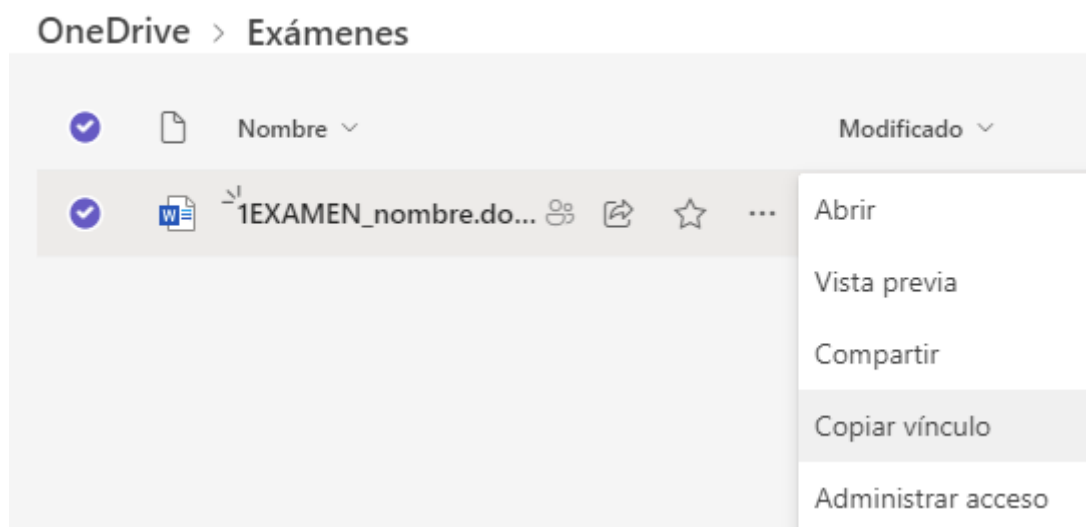 OneDrive > Exámenes
Nombre Modificado
1EXAMEN_nombre.do...
Abrir
Vista previa
Compartir
Copiar vínculo
Administrar acceso